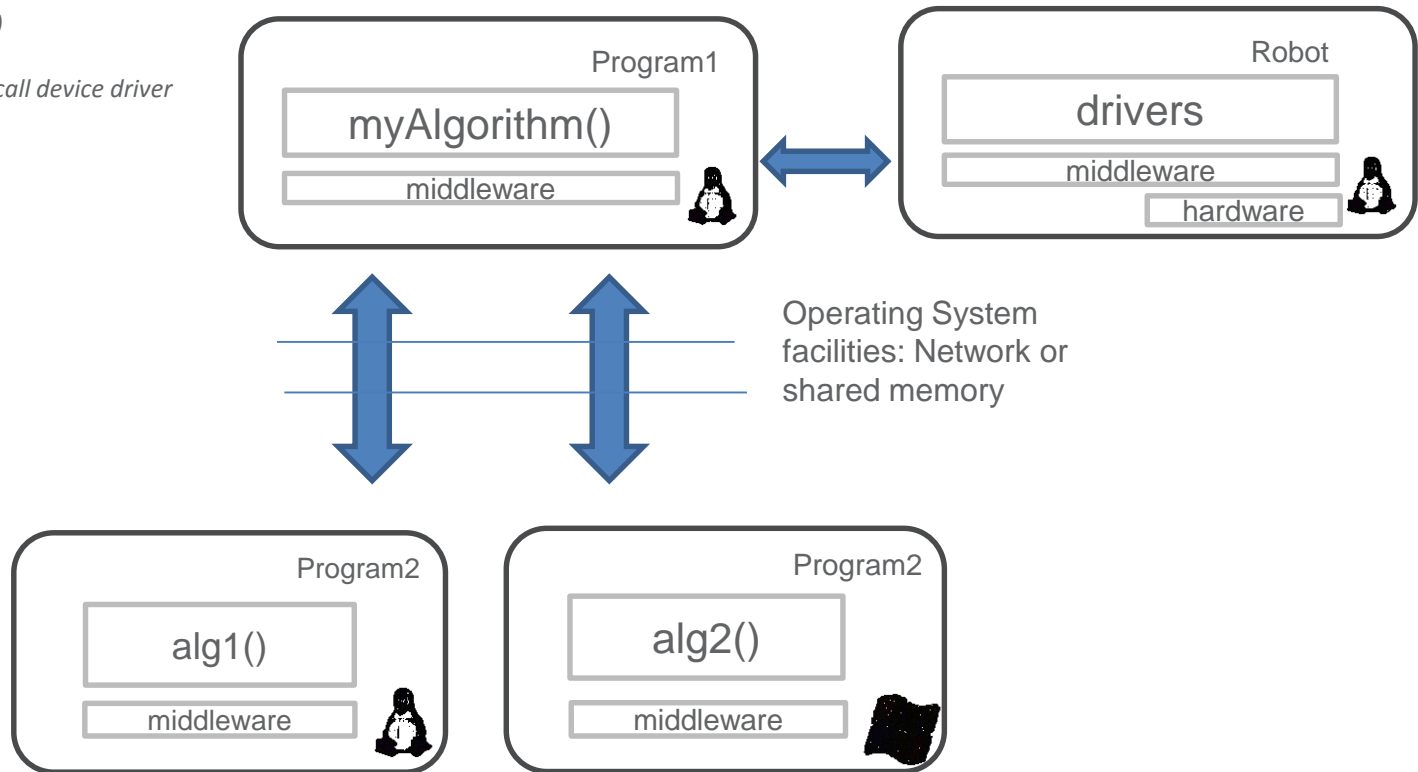 )
call device driver
Program1
myAlgorithm()
middleware
Robot
drivers
middleware
hardware
Operating System
facilities: Network or
shared memory
Program2
alg1()
middleware
Program2
alg2()
middleware